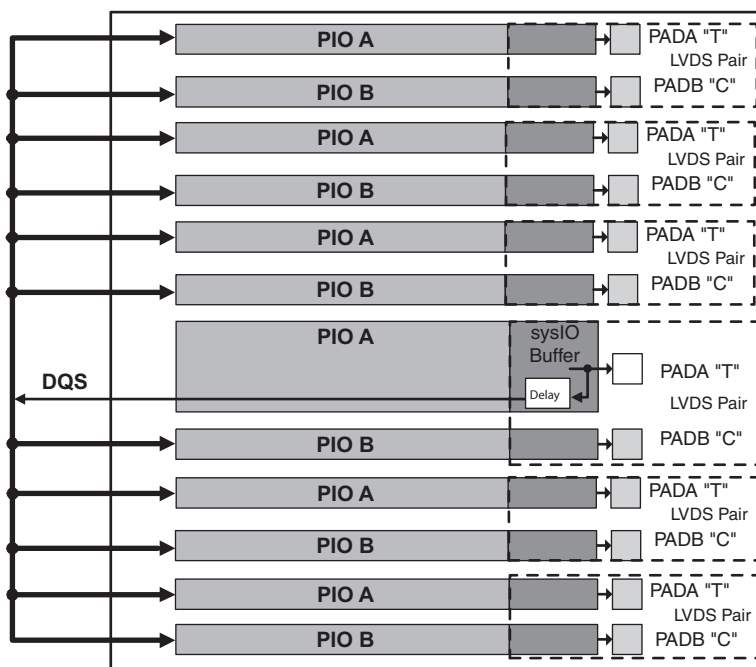 PIO A PADA "T"
LVDS Pair
PIO B PADB "C"
PIO A PADA "T"
LVDS Pair
PIO B PADB "C"
PIO A PADA "T"
LVDS Pair
PIO B PADB "C"
PIO A sysIO
Buffer
PADA "T"
DQS Delay
LVDS Pair
PIO B PADB "C"
PIO A PADA "T"
LVDS Pair
PIO B PADB "C"
PIO A PADA "T"
LVDS Pair
PIO B PADB "C"